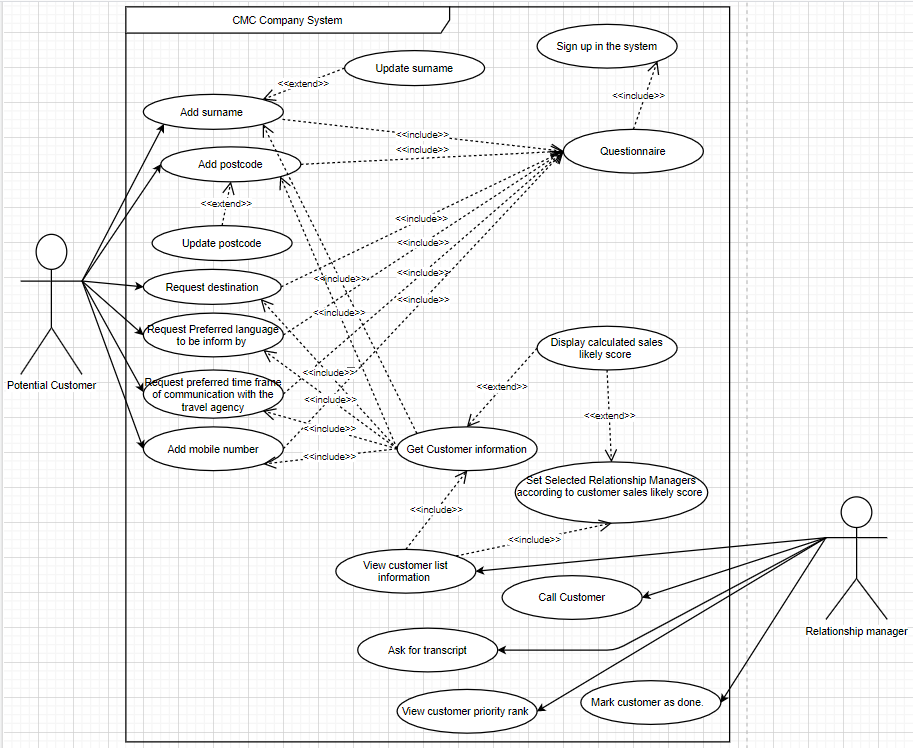 CMC Company System
Sign up in the system
Update surname
<<extend>>
<<include>>
Add surname
<<include>>
<<include>>
Questionnaire
Add postcode
<<extend>>
<<include>>
Update postcode
<<include>>
<<include>>
<<include>>
Request destination
<<include>>
<<include>>
Request Preferred language
to be inform by
Display calculated sales
likely score
Potential Customer
Request preferred time frame
of communication with the
travel agency
<<include>>
<<extend>>
<<include>>
<<extend>>
<<include>>
Add mobile number
<<include>>
Get Customer information
Set Selected Relationship Managers
according to customer sales likely score
<<include>>
<<include>>
View customer list
information
Call Customer
Relationship manager
Ask for transcript
View customer priority rank
Mark customer as done.